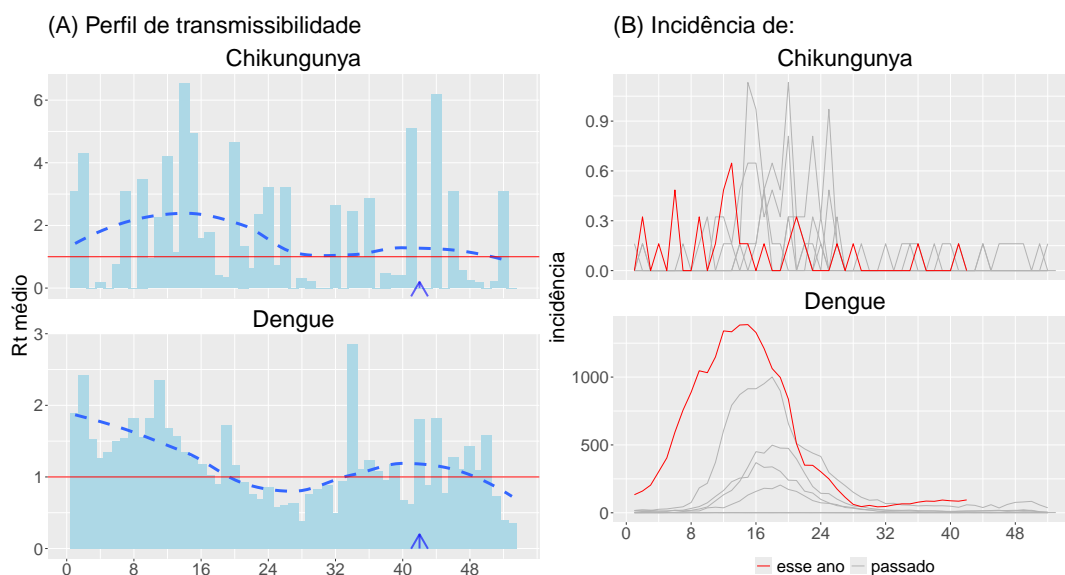 (A) Perfil de transmissibilidade
Chikungunya
6
4
2
0
Dengue
3
2
1
0
0 8 16 24 32 42 48
Rt médio
(B) Incidência de:
Chikungunya
0.9
0.6
0.3
0.0
Dengue
1000
500
0
0 8 16 24 32 40 48
incidência
esse ano passado